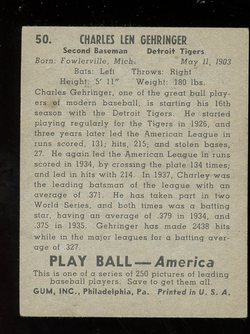 50. CHARLES LEN GEHRINGER
Second Baseman Detroit Tigers
Born: Fowlerville, Mich. May 11, 1903
Bats: Left Throws: Right
Height: 5' 11" Weight: 180 lbs.
Charles Gehringer, one of the great ball players
of modern baseball, is starting his 16th
season with the Detroit Tigers. He started
playing regularly for the Tigers in 1926, and
three years later led the American League in
runs scored, 131; hits, 215, and stolen bases,
27. He again led the American League in runs
scored in 1934, by crossing the plate 134 times;
and led in hits with 214. In 1937, Charley was
the leading batsman of the league with an
average of .371. He has taken part in two
World Series, and both times was a batting
star, having an average of .379 in 1934, and
.375 in 1935. Gehringer has made 2438 hits
while in the major leagues for a batting average
of .327.
PLAY BALL — America
This is one of a series of 250 pictures of leading
baseball players. Save to get them all.
GUM, INC., Philadelphia, Pa. Printed in U. S. A.